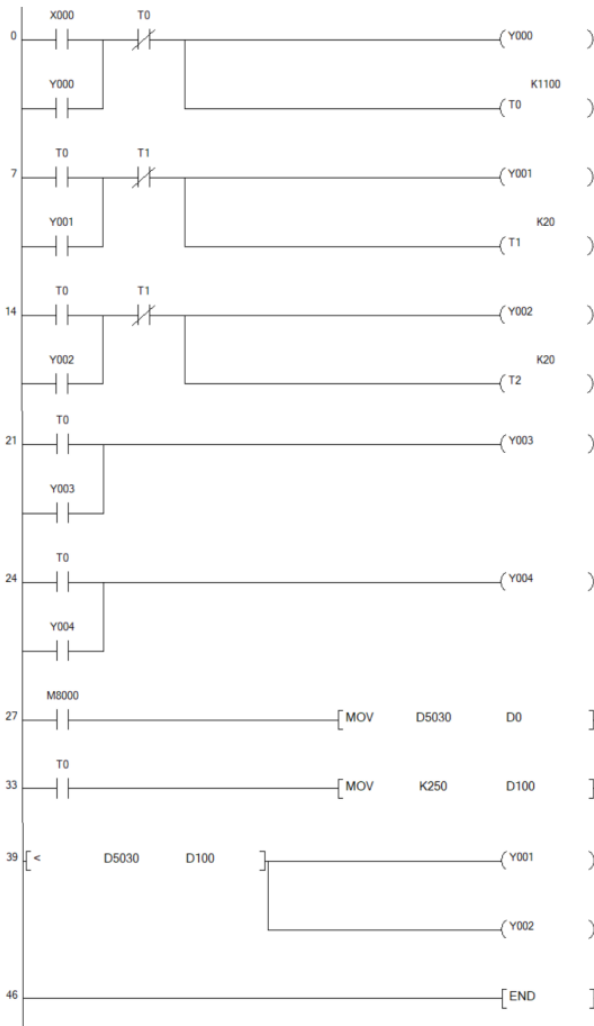 X000 T0
0 ( Y000 )
Y000 K1100
( T0 )
T0 T1
7 ( Y001 )
Y001 K20
( T1 )
T0 T1
14 ( Y002 )
Y002 K20
( T2 )
T0
21 ( Y003 )
Y003
T0
24 ( Y004 )
Y004
M8000
27 [ MOV D5030 D0 ]
T0
33 [ MOV K250 D100 ]
39 [ < D5030 D100 ] ( Y001 )
( Y002 )
46 [ END ]